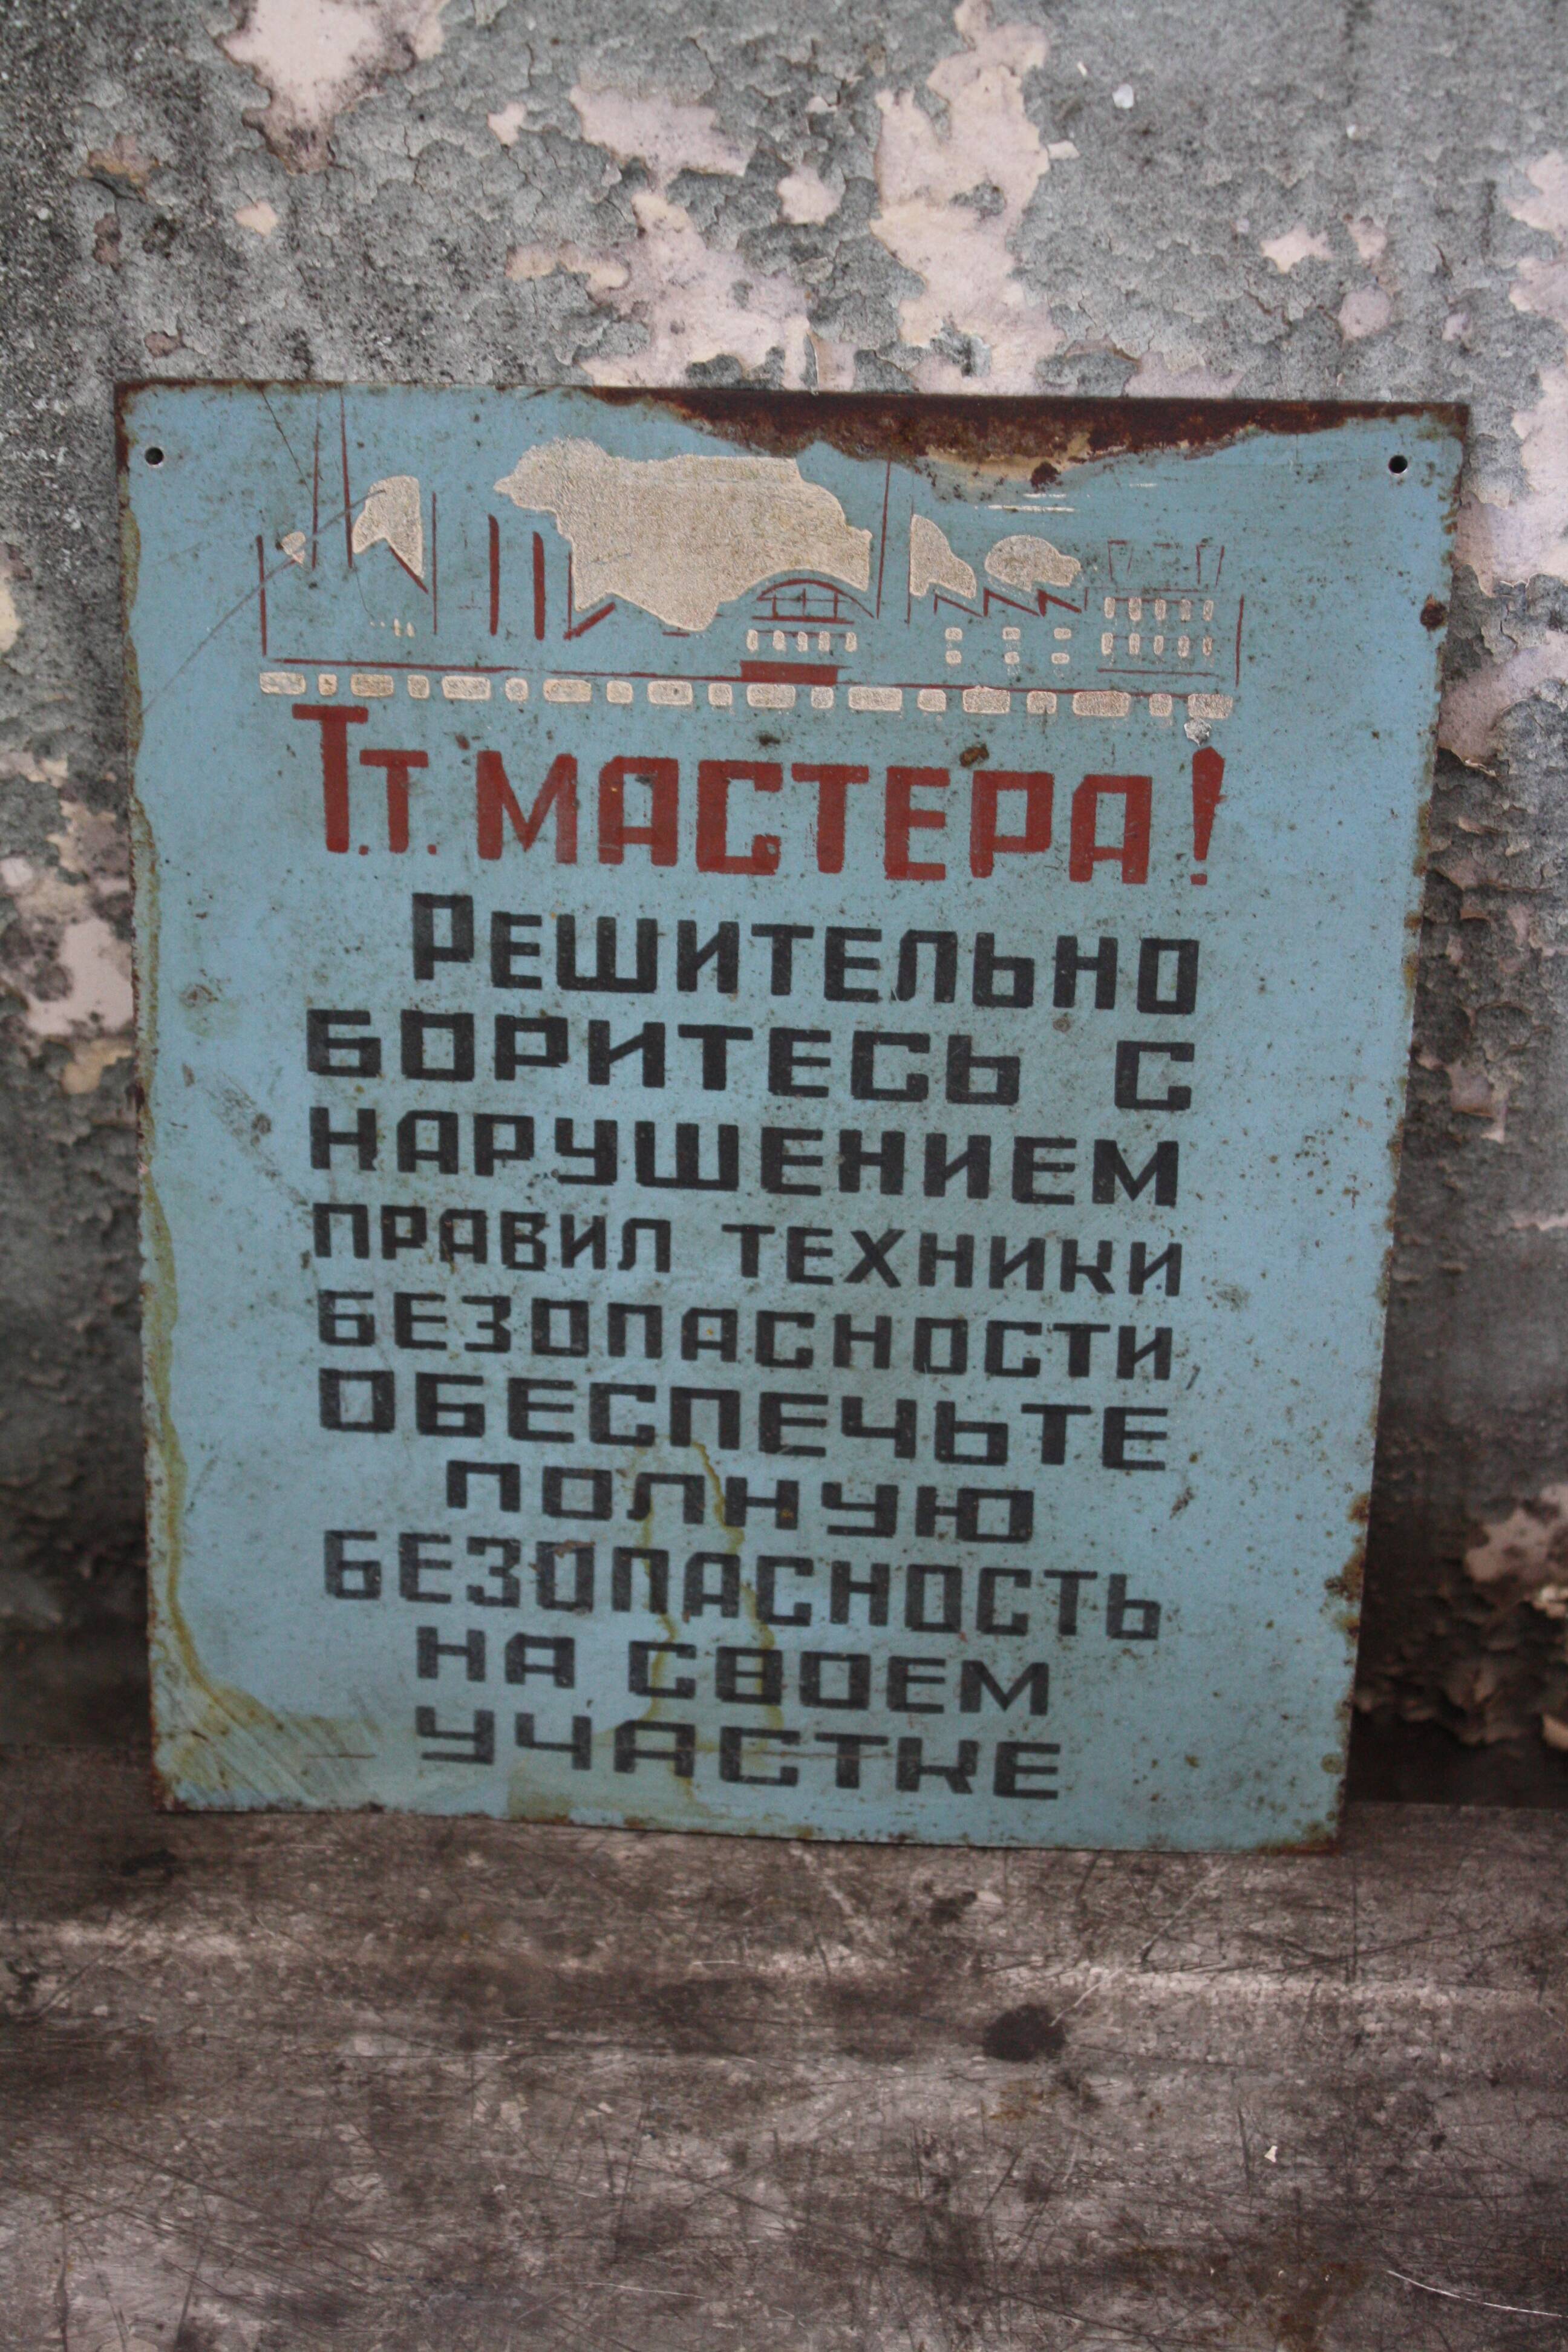 Т.т. МАСТЕРА!
РЕШИТЕЛЬНО
БОРИТЕСЬ С
НАРУШЕНИЕМ
ПРАВИЛ ТЕХНИКИ
БЕЗОПАСНОСТИ,
ОБЕСПЕЧЬТЕ
ПОЛНУЮ
БЕЗОПАСНОСТЬ
НА СВОЕМ
УЧАСТКЕ